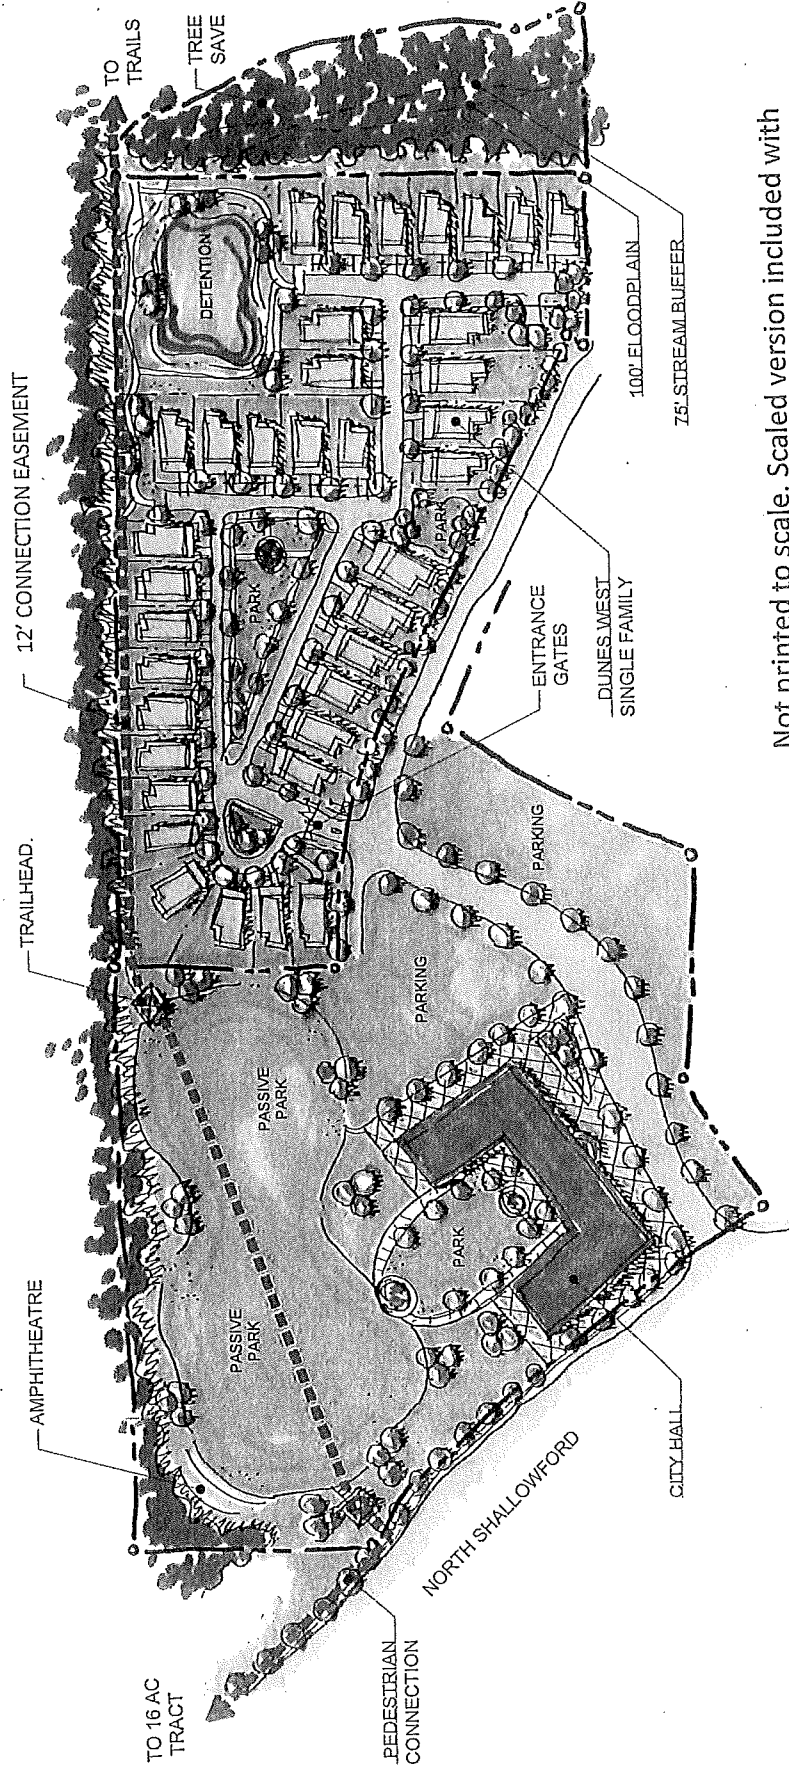 TO 16 AC
TRACT
AMPHITHEATRE
TRAILHEAD.
12' CONNECTION EASEMENT
TO
TRAILS
TREE
SAVE
PASSIVE
PARK
PASSIVE
PARK
PARK
PARK
DETENTION
PARK
PARKING
PARKING
NORTH SHALLOWFORD
PEDESTRIAN
CONNECTION
CITY HALL
ENTRANCE
GATES
DUNES WEST
SINGLE FAMILY
100' FLOODPLAIN
75' STREAM BUFFER
Not printed to scale. Scaled version included with